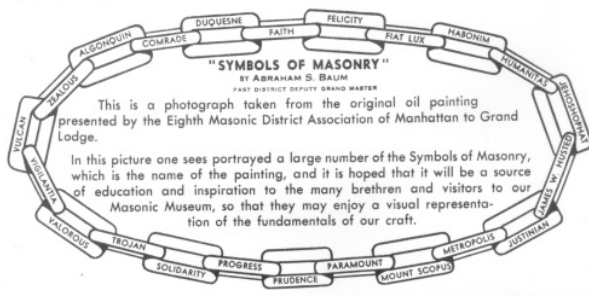 DUQUESNE
FELICITY
ALGONQUIN
COMRADE
FAITH
FIAT LUX
HABONIM
ZEALOUS
HUMANITAS
JEHOSHOPHAT
VULCAN
"SYMBOLS OF MASONRY"
BY ABRAHAM S. BAUM
PAST DISTRICT DEPUTY GRAND MASTER
This is a photograph taken from the original oil painting
presented by the Eighth Masonic District Association of Manhattan to Grand
Lodge.
In this picture one sees portrayed a large number of the Symbols of Masonry,
which is the name of the painting, and it is hoped that it will be a source
of education and inspiration to the many brethren and visitors to our
Masonic Museum, so that they may enjoy a visual representa-
tion of the fundamentals of our craft.
VIGILANTIA
JAMES W. HUSTED
VALOROUS
JUSTINIAN
TROJAN
METROPOLIS
SOLIDARITY
PROGRESS
PARAMOUNT
MOUNT SCOPUS
PRUDENCE